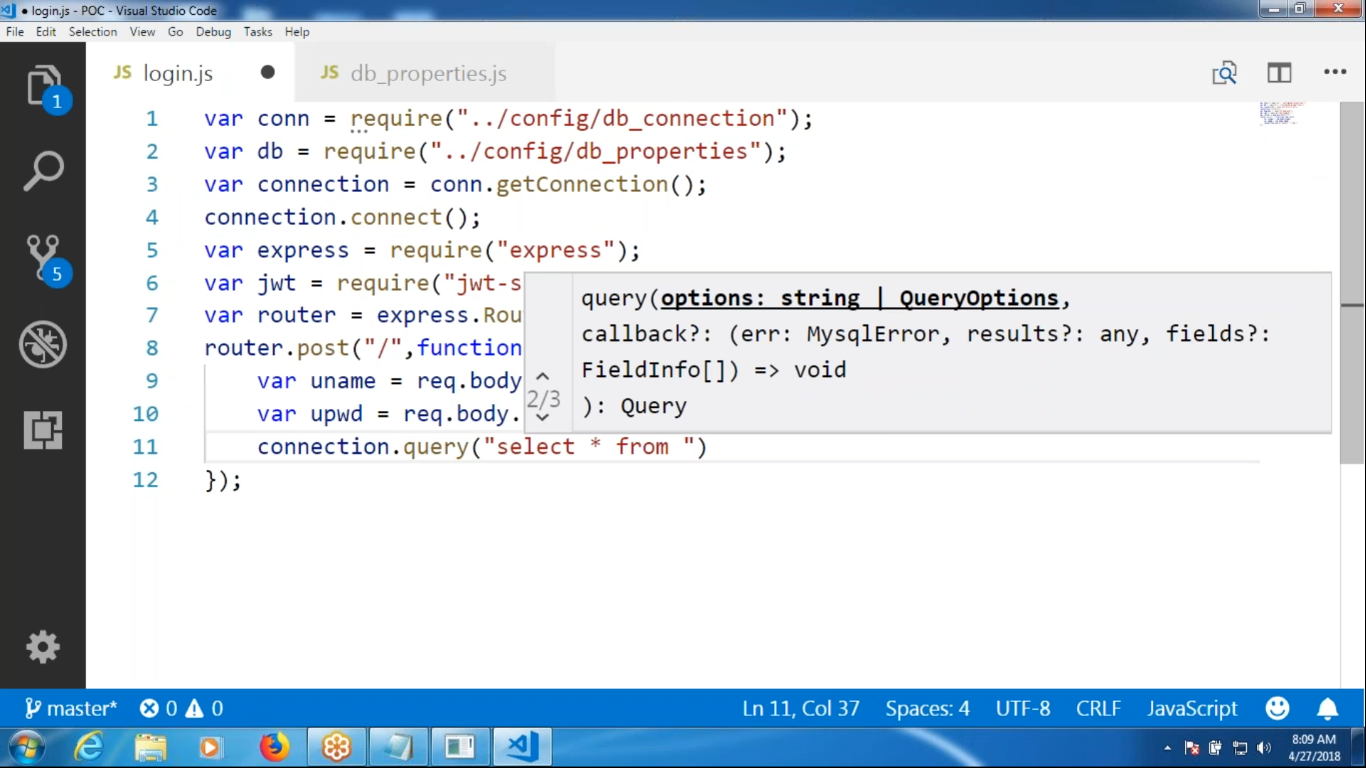 ● login.js - POC - Visual Studio Code
File Edit Selection View Go Debug Tasks Help
JS login.js ● JS db_properties.js
1 var conn = require("../config/db_connection");
2 var db = require("../config/db_properties");
3 var connection = conn.getConnection();
4 connection.connect();
5 var express = require("express");
6 var jwt = require("jwt-s
7 var router = express.Rou
8 router.post("/",function
9 var uname = req.body
10 var upwd = req.body.
11 connection.query("select * from ")
12 });
query(options: string | QueryOptions,
callback?: (err: MysqlError, results?: any, fields?:
FieldInfo[]) => void
): Query
2/3
1
5
master* 0 0 Ln 11, Col 37 Spaces: 4 UTF-8 CRLF JavaScript
8:09 AM
4/27/2018